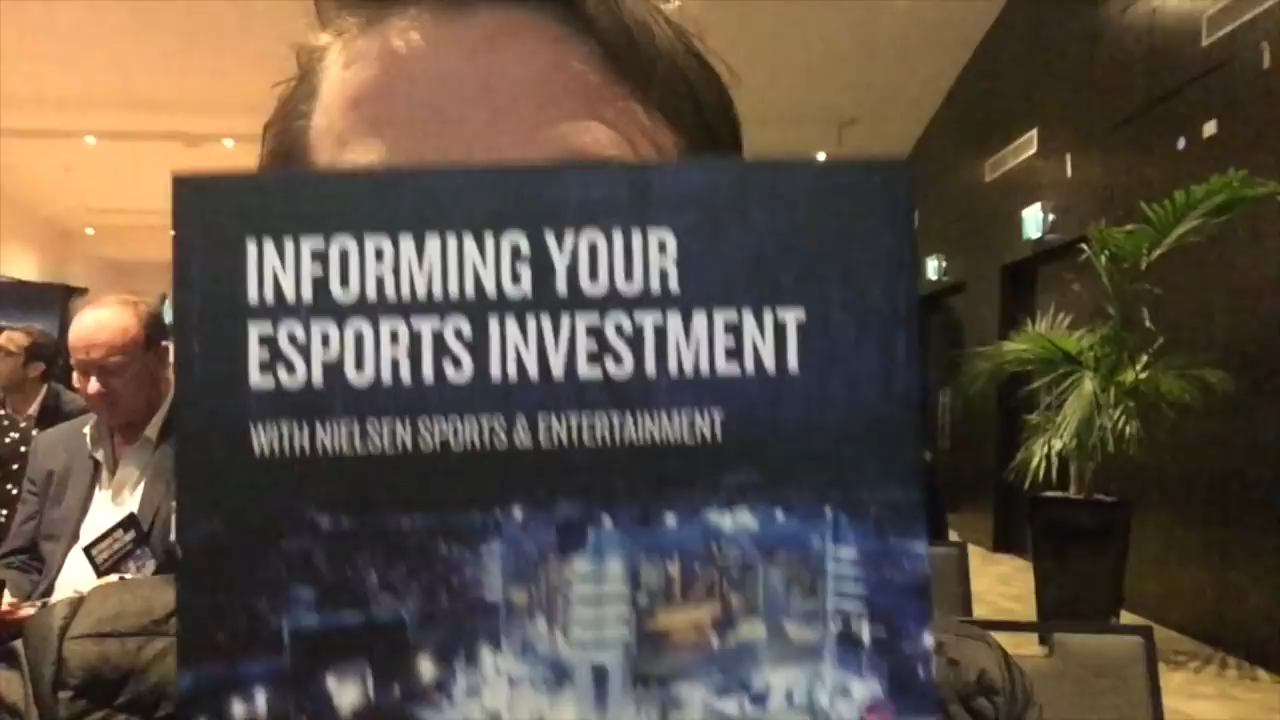 INFORMING YOUR
ESPORTS INVESTMENT
WITH NIELSEN SPORTS & ENTERTAINMENT